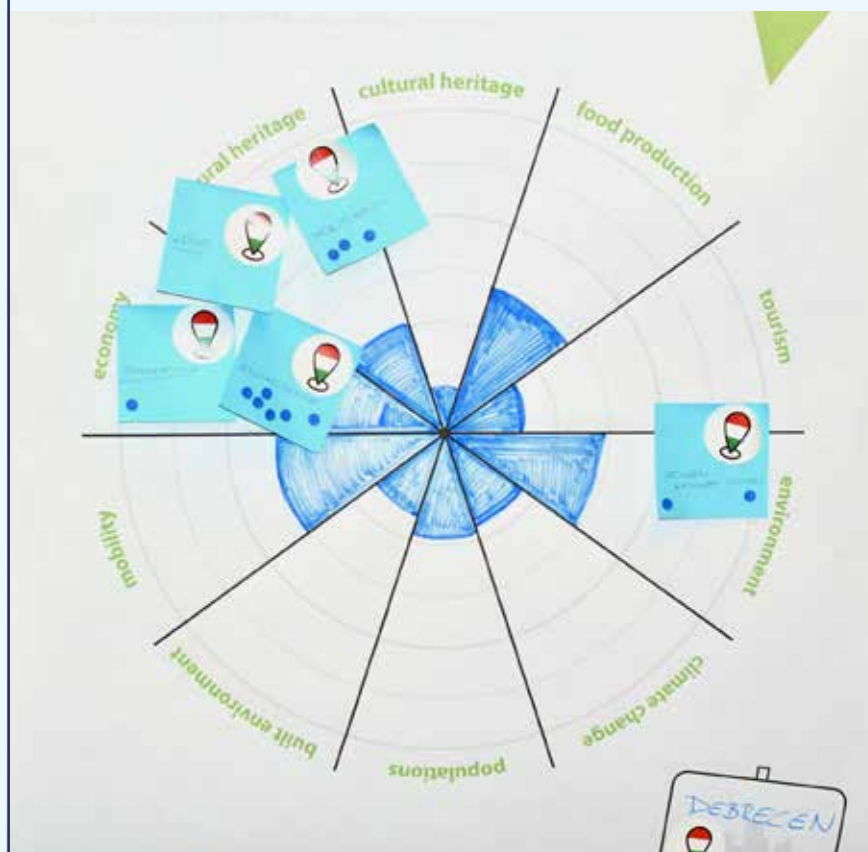 cultural heritage
food production
tourism
environment
climate change
populations
built environment
mobility
economy
ural heritage
DEBRECEN